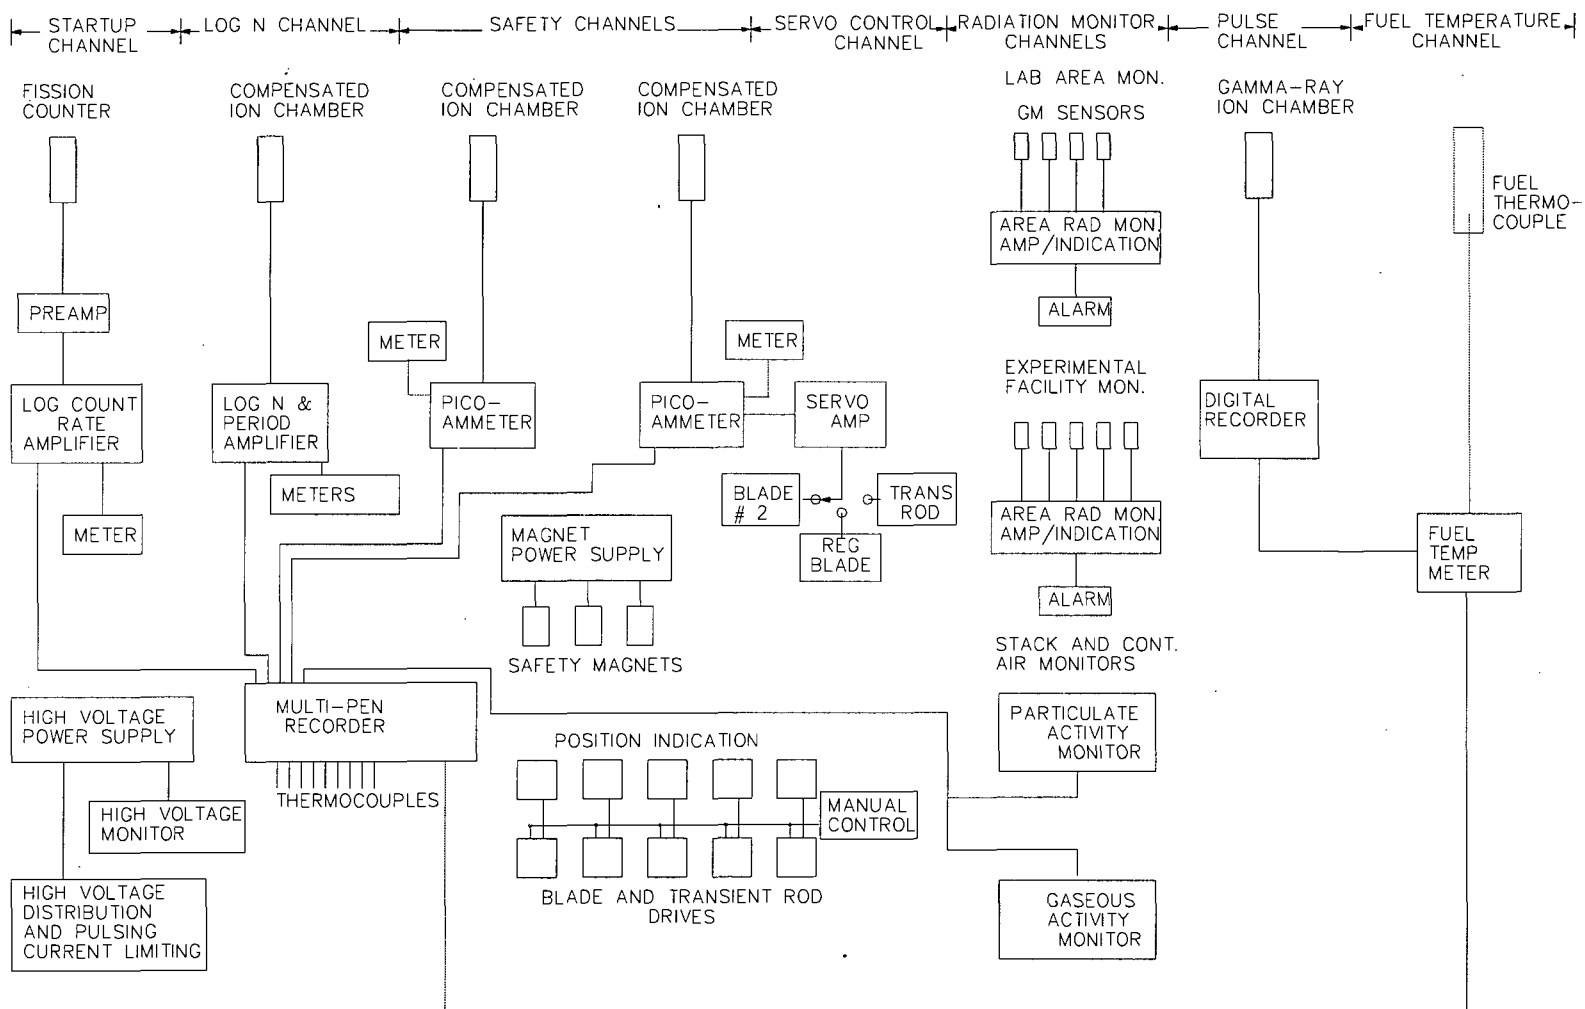 STARTUP
CHANNEL
LOG N CHANNEL
SAFETY CHANNELS
SERVO CONTROL
CHANNEL
RADIATION MONITOR
CHANNELS
PULSE
CHANNEL
FUEL TEMPERATURE
CHANNEL
FISSION
COUNTER
COMPENSATED
ION CHAMBER
COMPENSATED
ION CHAMBER
COMPENSATED
ION CHAMBER
LAB AREA MON.
GM SENSORS
GAMMA-RAY
ION CHAMBER
FUEL
THERMO-
COUPLE
AREA RAD MON.
AMP/INDICATION
ALARM
PREAMP
METER
METER
EXPERIMENTAL
FACILITY MON.
LOG COUNT
RATE
AMPLIFIER
LOG N &
PERIOD
AMPLIFIER
PICO-
AMMETER
PICO-
AMMETER
SERVO
AMP
DIGITAL
RECORDER
METERS
METER
BLADE
# 2
TRANS
ROD
REG
BLADE
MAGNET
POWER SUPPLY
AREA RAD MON.
AMP/INDICATION
FUEL
TEMP
METER
ALARM
SAFETY MAGNETS
STACK AND CONT.
AIR MONITORS
HIGH VOLTAGE
POWER SUPPLY
MULTI-PEN
RECORDER
PARTICULATE
ACTIVITY
MONITOR
POSITION INDICATION
THERMOCOUPLES
HIGH VOLTAGE
MONITOR
MANUAL
CONTROL
HIGH VOLTAGE
DISTRIBUTION
AND PULSING
CURRENT LIMITING
BLADE AND TRANSIENT ROD
DRIVES
GASEOUS
ACTIVITY
MONITOR